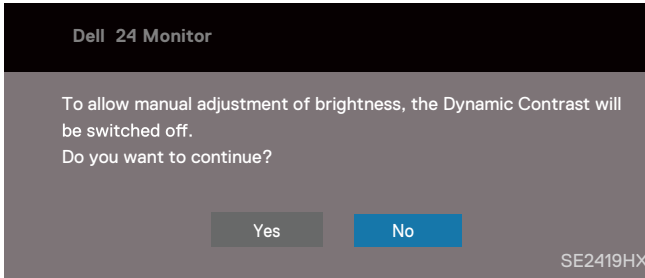 Dell 24 Monitor
To allow manual adjustment of brightness, the Dynamic Contrast will
be switched off.
Do you want to continue?
Yes No
SE2419HX